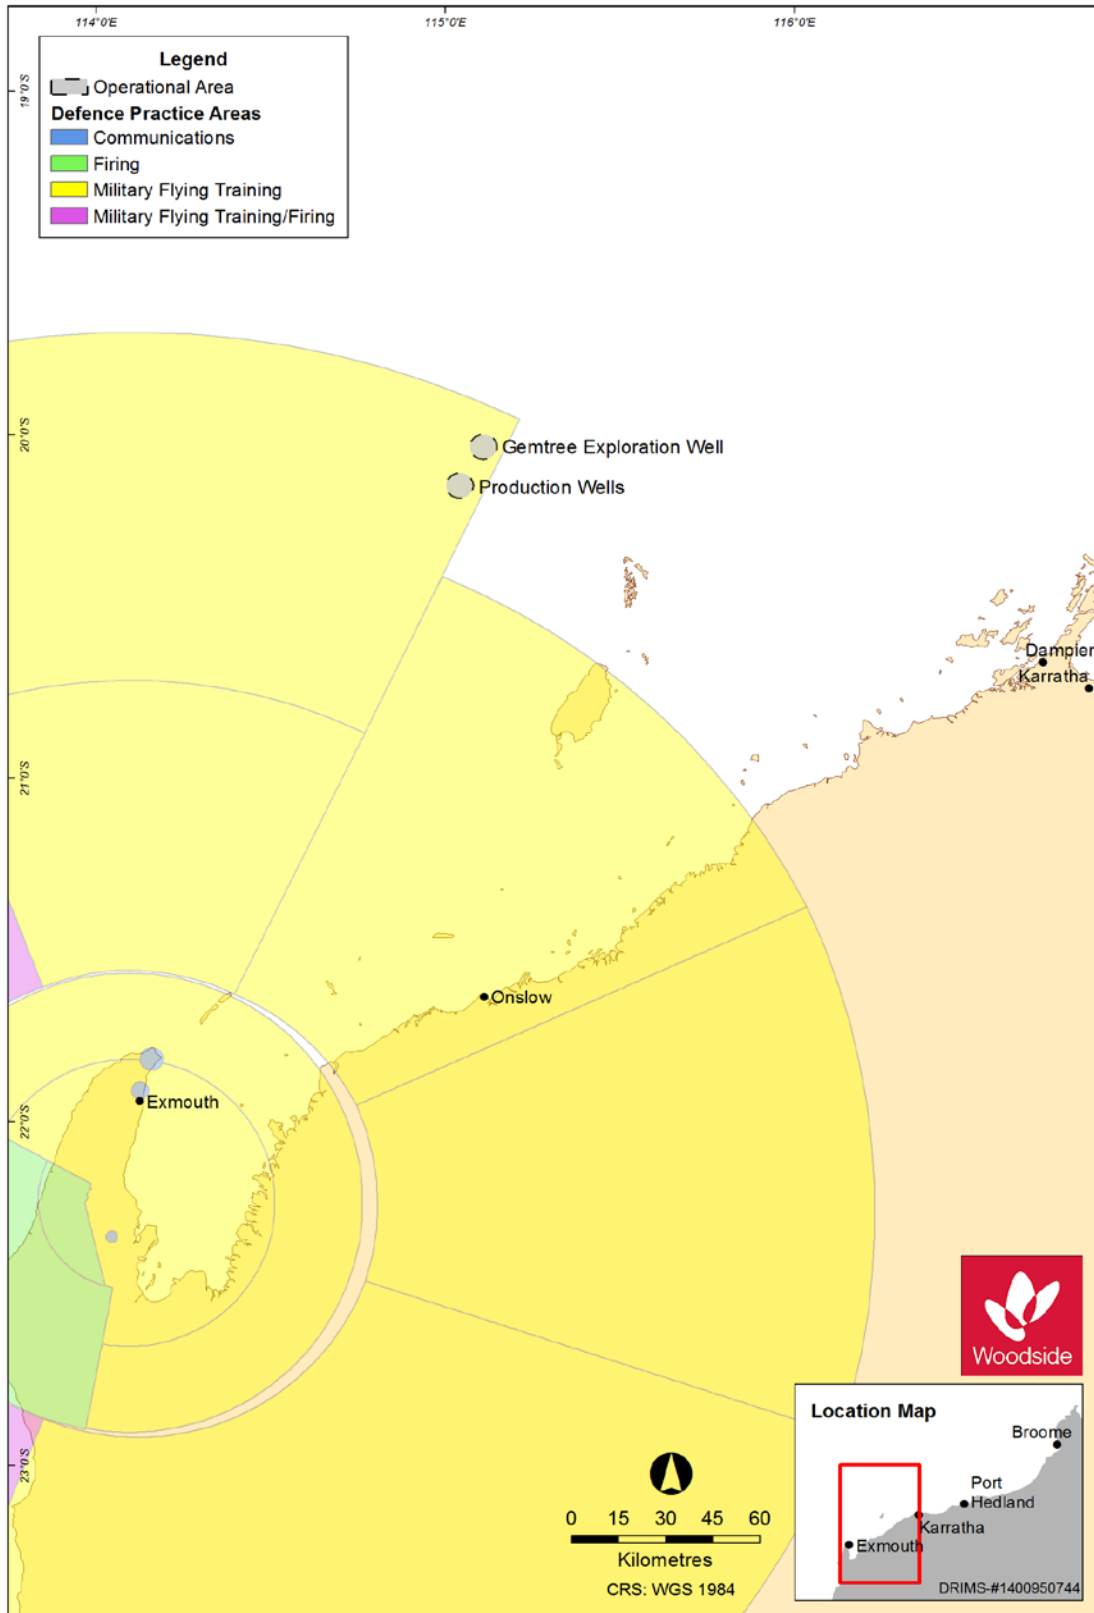 114°0'E
115°0'E
116°0'E
19°0'S
20°0'S
21°0'S
22°0'S
23°0'S
Legend
Operational Area
Defence Practice Areas
Communications
Firing
Military Flying Training
Military Flying Training/Firing
Gemtree Exploration Well
Production Wells
Dampier
Karratha
Onslow
Exmouth
Woodside
0 15 30 45 60
Kilometres
CRS: WGS 1984
Location Map
Broome
Port
Hedland
Karratha
Exmouth
DRIMS-#1400950744